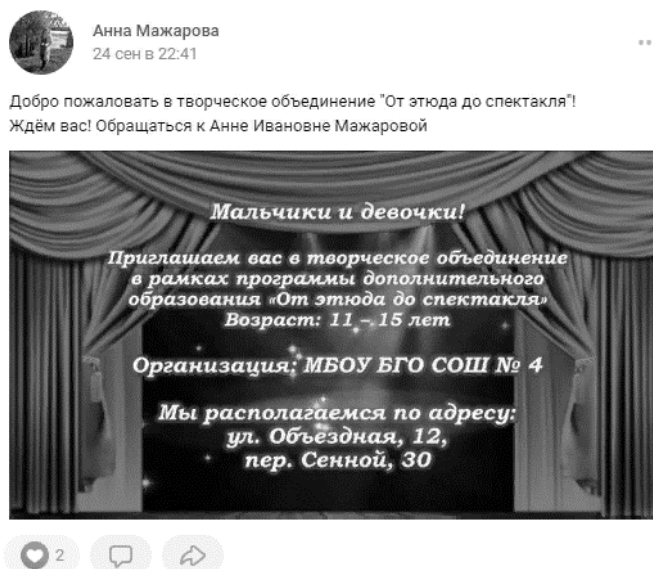 Анна Мажарова
24 сен в 22:41
Добро пожаловать в творческое объединение "От этюда до спектакля"!
Ждём вас! Обращаться к Анне Ивановне Мажаровой
Мальчики и девочки!
Приглашаем вас в творческое объединение
в рамках программы дополнительного
образования «От этюда до спектакля»
Возраст: 11 – 15 лет
Организация: МБОУ БГО СОШ № 4
Мы располагаемся по адресу:
ул. Объездная, 12,
пер. Сенной, 30
2